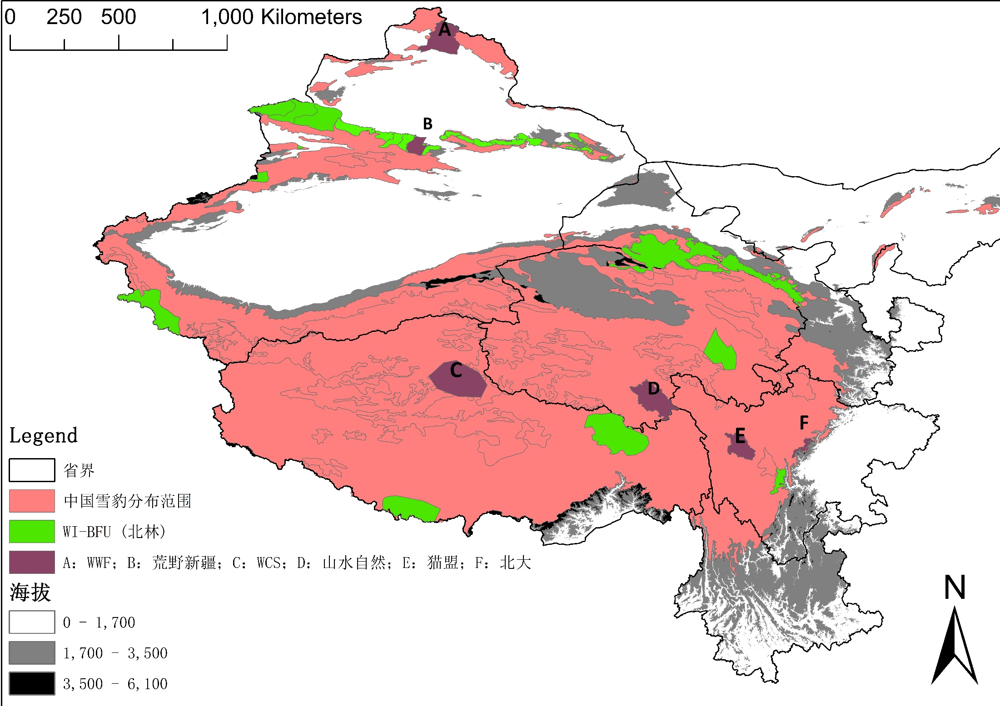 0 250 500 1,000 Kilometers
A
B
C
D
E
F
Legend
省界
中国雪豹分布范围
WI-BFU (北林)
A: WWF; B: 荒野新疆; C: WCS; D: 山水自然; E: 猫盟; F: 北大
海拔
0 - 1,700
1,700 - 3,500
3,500 - 6,100
N